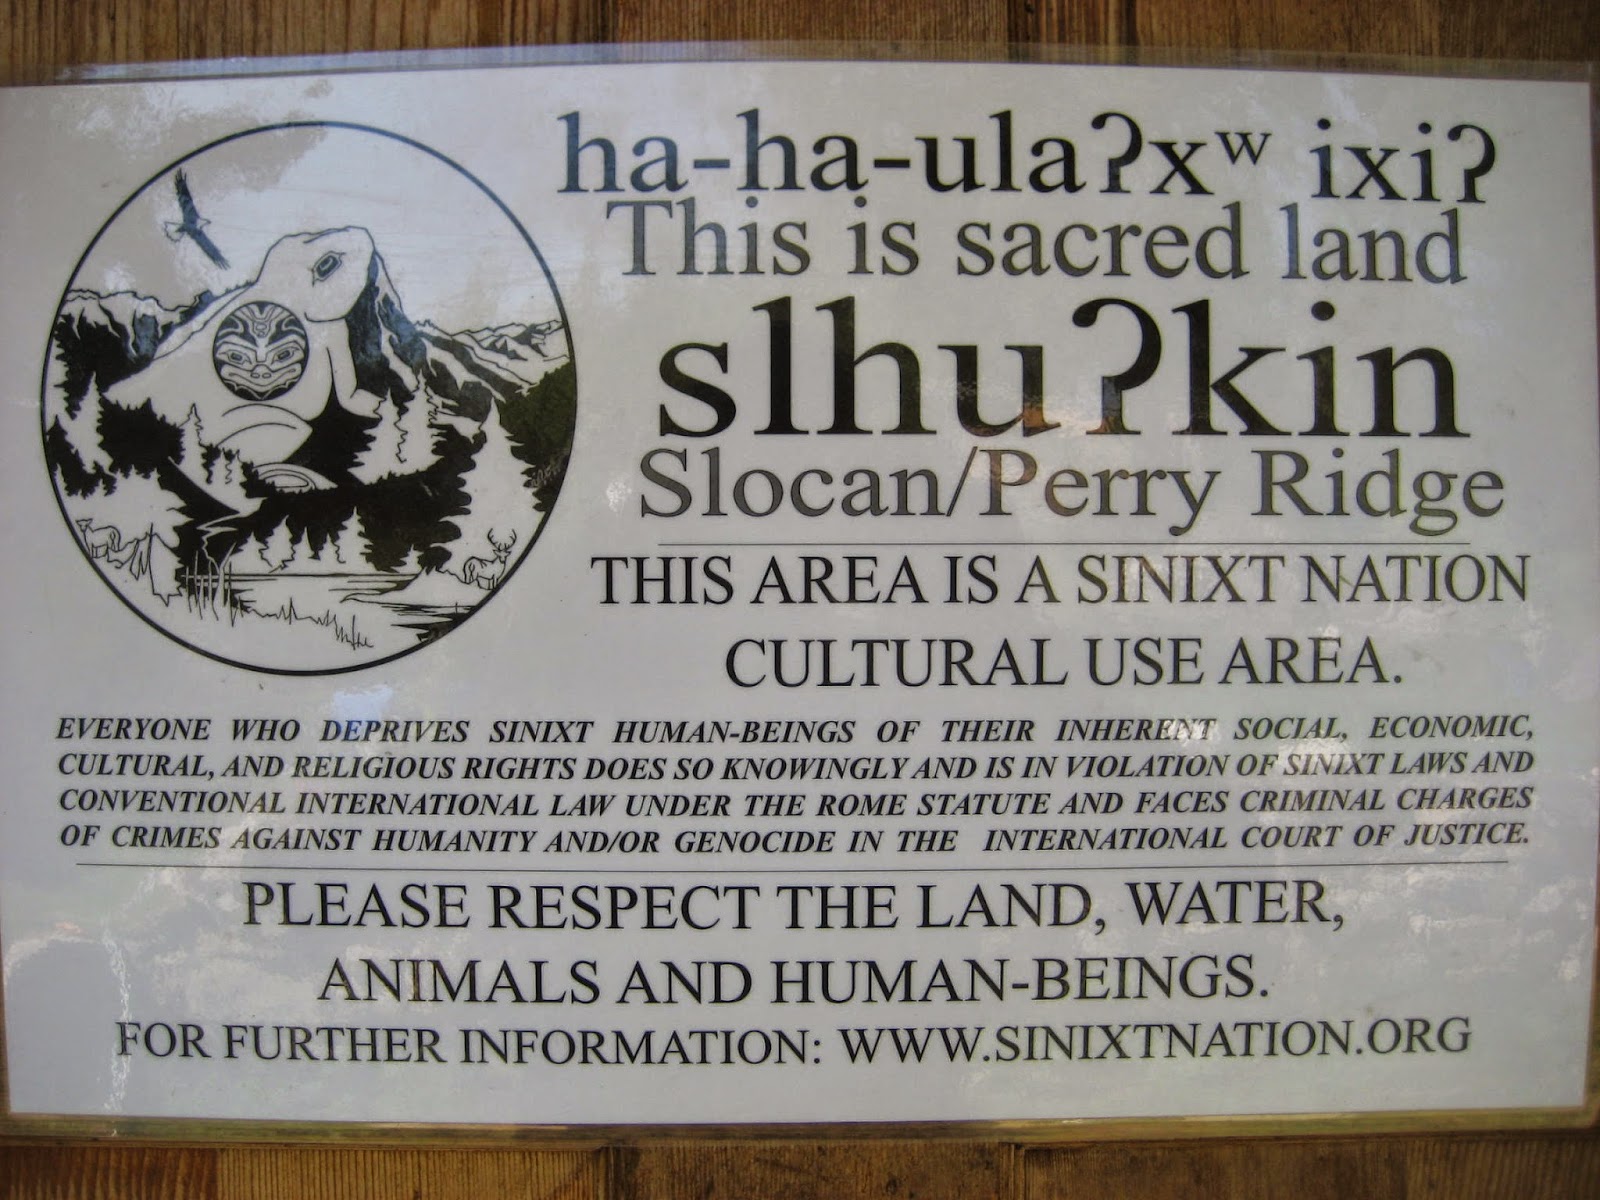 ha-ha-ulaʔxʷ ixiʔ
This is sacred land
slhuʔkin
Slocan/Perry Ridge
THIS AREA IS A SINIXT NATION
CULTURAL USE AREA.
EVERYONE WHO DEPRIVES SINIXT HUMAN-BEINGS OF THEIR INHERENT SOCIAL, ECONOMIC,
CULTURAL, AND RELIGIOUS RIGHTS DOES SO KNOWINGLY AND IS IN VIOLATION OF SINIXT LAWS AND
CONVENTIONAL INTERNATIONAL LAW UNDER THE ROME STATUTE AND FACES CRIMINAL CHARGES
OF CRIMES AGAINST HUMANITY AND/OR GENOCIDE IN THE INTERNATIONAL COURT OF JUSTICE.
PLEASE RESPECT THE LAND, WATER,
ANIMALS AND HUMAN-BEINGS.
FOR FURTHER INFORMATION: WWW.SINIXTNATION.ORG